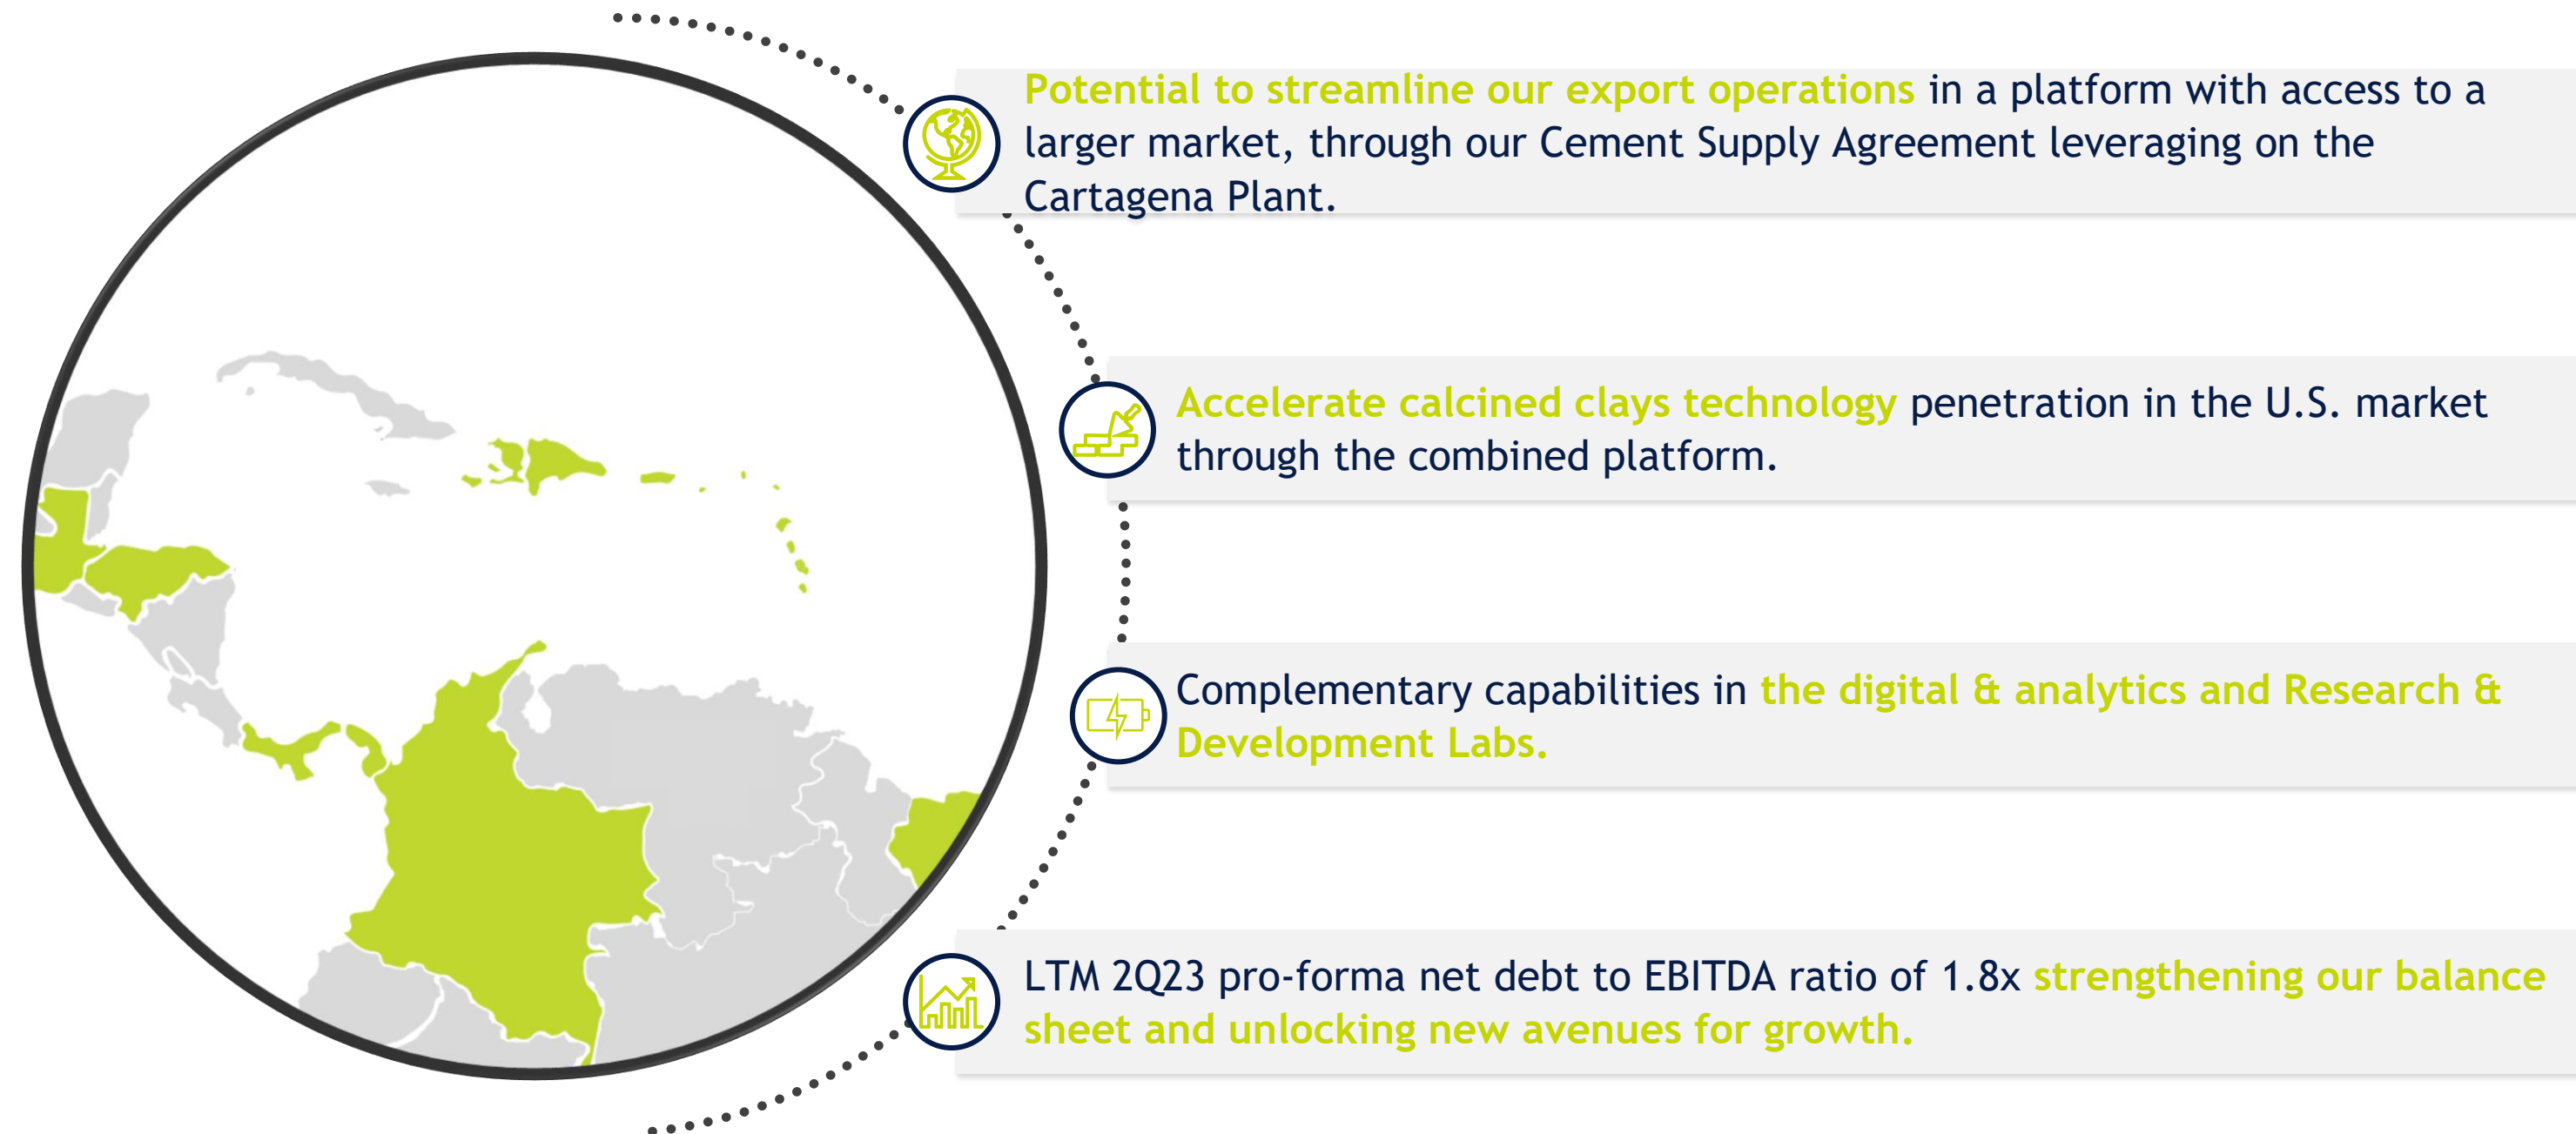 Potential to streamline our export operations in a platform with access to a
larger market, through our Cement Supply Agreement leveraging on the
Cartagena Plant.
Accelerate calcined clays technology penetration in the U.S. market
through the combined platform.
Complementary capabilities in the digital & analytics and Research &
Development Labs.
LTM 2Q23 pro-forma net debt to EBITDA ratio of 1.8x strengthening our balance
sheet and unlocking new avenues for growth.